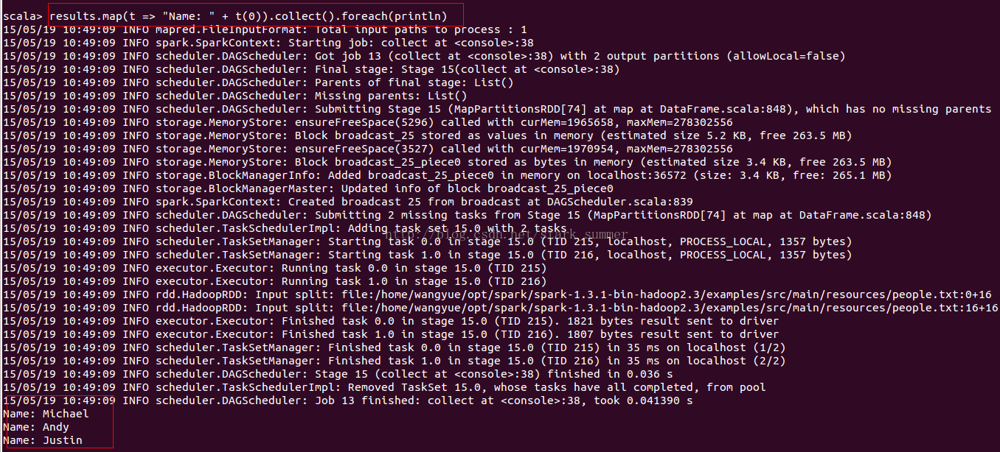 scala> results.map(t => "Name: " + t(0)).collect().foreach(println)
15/05/19 10:49:09 INFO mapred.FileInputFormat: Total input paths to process : 1
15/05/19 10:49:09 INFO spark.SparkContext: Starting job: collect at <console>:38
15/05/19 10:49:09 INFO scheduler.DAGScheduler: Got job 13 (collect at <console>:38) with 2 output partitions (allowLocal=false)
15/05/19 10:49:09 INFO scheduler.DAGScheduler: Final stage: Stage 15(collect at <console>:38)
15/05/19 10:49:09 INFO scheduler.DAGScheduler: Parents of final stage: List()
15/05/19 10:49:09 INFO scheduler.DAGScheduler: Missing parents: List()
15/05/19 10:49:09 INFO scheduler.DAGScheduler: Submitting Stage 15 (MapPartitionsRDD[74] at map at DataFrame.scala:848), which has no missing parents
15/05/19 10:49:09 INFO storage.MemoryStore: ensureFreeSpace(5296) called with curMem=1965658, maxMem=278302556
15/05/19 10:49:09 INFO storage.MemoryStore: Block broadcast_25 stored as values in memory (estimated size 5.2 KB, free 263.5 MB)
15/05/19 10:49:09 INFO storage.MemoryStore: ensureFreeSpace(3527) called with curMem=1970954, maxMem=278302556
15/05/19 10:49:09 INFO storage.MemoryStore: Block broadcast_25_piece0 stored as bytes in memory (estimated size 3.4 KB, free 263.5 MB)
15/05/19 10:49:09 INFO storage.BlockManagerInfo: Added broadcast_25_piece0 in memory on localhost:36572 (size: 3.4 KB, free: 265.1 MB)
15/05/19 10:49:09 INFO storage.BlockManagerMaster: Updated info of block broadcast_25_piece0
15/05/19 10:49:09 INFO spark.SparkContext: Created broadcast 25 from broadcast at DAGScheduler.scala:839
15/05/19 10:49:09 INFO scheduler.DAGScheduler: Submitting 2 missing tasks from Stage 15 (MapPartitionsRDD[74] at map at DataFrame.scala:848)
15/05/19 10:49:09 INFO scheduler.TaskSchedulerImpl: Adding task set 15.0 with 2 tasks
http://blog.csdn.net/stark_summer
15/05/19 10:49:09 INFO scheduler.TaskSetManager: Starting task 0.0 in stage 15.0 (TID 215, localhost, PROCESS_LOCAL, 1357 bytes)
15/05/19 10:49:09 INFO scheduler.TaskSetManager: Starting task 1.0 in stage 15.0 (TID 216, localhost, PROCESS_LOCAL, 1357 bytes)
15/05/19 10:49:09 INFO executor.Executor: Running task 0.0 in stage 15.0 (TID 215)
15/05/19 10:49:09 INFO executor.Executor: Running task 1.0 in stage 15.0 (TID 216)
15/05/19 10:49:09 INFO rdd.HadoopRDD: Input split: file:/home/wangyue/opt/spark/spark-1.3.1-bin-hadoop2.3/examples/src/main/resources/people.txt:0+16
15/05/19 10:49:09 INFO rdd.HadoopRDD: Input split: file:/home/wangyue/opt/spark/spark-1.3.1-bin-hadoop2.3/examples/src/main/resources/people.txt:16+16
15/05/19 10:49:09 INFO executor.Executor: Finished task 0.0 in stage 15.0 (TID 215). 1821 bytes result sent to driver
15/05/19 10:49:09 INFO executor.Executor: Finished task 1.0 in stage 15.0 (TID 216). 1807 bytes result sent to driver
15/05/19 10:49:09 INFO scheduler.TaskSetManager: Finished task 0.0 in stage 15.0 (TID 215) in 35 ms on localhost (1/2)
15/05/19 10:49:09 INFO scheduler.TaskSetManager: Finished task 1.0 in stage 15.0 (TID 216) in 35 ms on localhost (2/2)
15/05/19 10:49:09 INFO scheduler.DAGScheduler: Stage 15 (collect at <console>:38) finished in 0.036 s
15/05/19 10:49:09 INFO scheduler.TaskSchedulerImpl: Removed TaskSet 15.0, whose tasks have all completed, from pool
15/05/19 10:49:09 INFO scheduler.DAGScheduler: Job 13 finished: collect at <console>:38, took 0.041390 s
Name: Michael
Name: Andy
Name: Justin